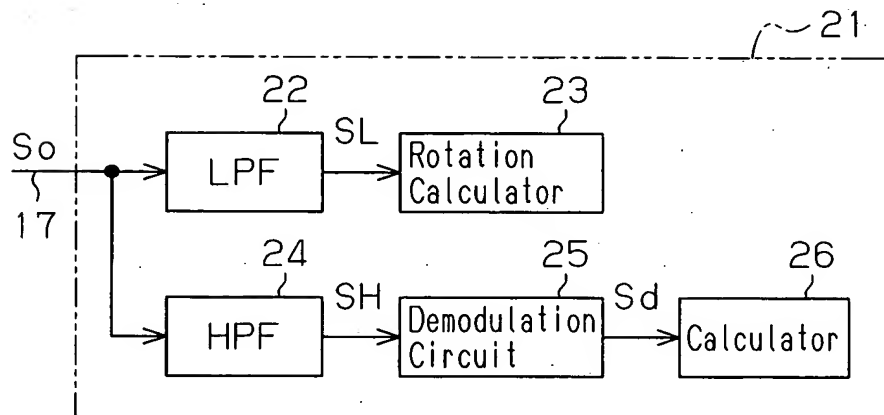 21
22
23
So
SL
LPF
Rotation
Calculator
17
24
25
26
SH
Sd
HPF
Demodulation
Circuit
Calculator